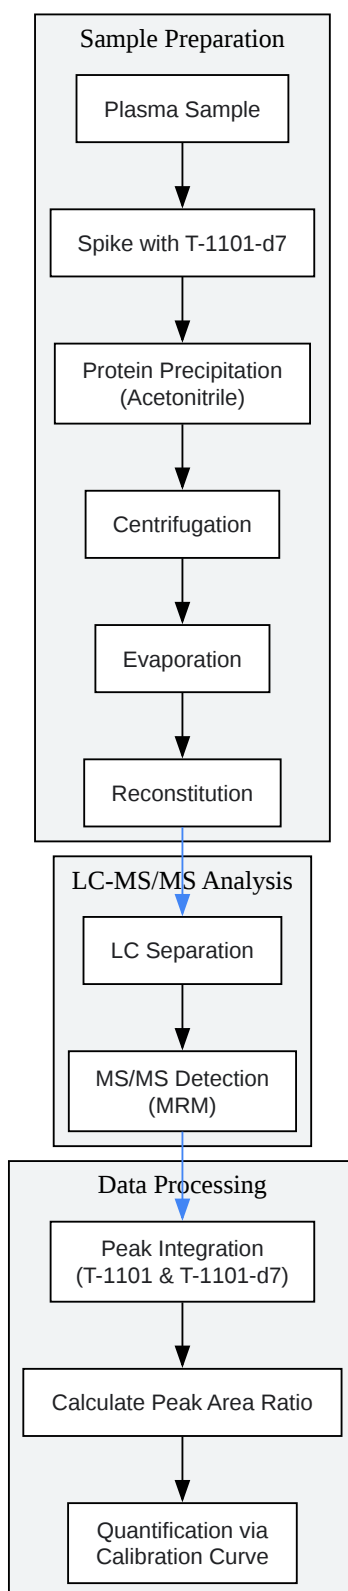 Sample Preparation
Plasma Sample
Spike with T-1101-d7
Protein Precipitation
(Acetonitrile)
Centrifugation
Evaporation
Reconstitution
LC-MS/MS Analysis
LC Separation
MS/MS Detection
(MRM)
Data Processing
Peak Integration
(T-1101 & T-1101-d7)
Calculate Peak Area Ratio
Quantification via
Calibration Curve